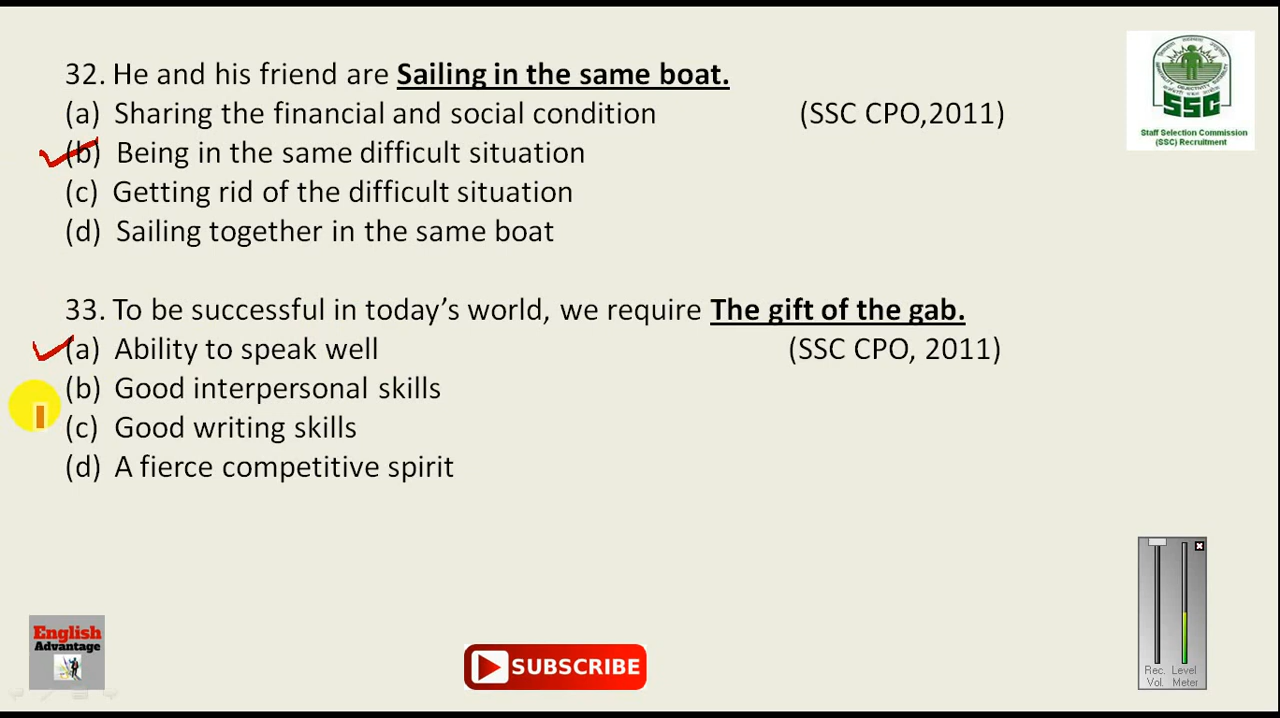 32. He and his friend are Sailing in the same boat.
(a) Sharing the financial and social condition (SSC CPO,2011)
(b) Being in the same difficult situation
(c) Getting rid of the difficult situation
(d) Sailing together in the same boat
SSC
Staff Selection Commission
(SSC) Recruitment
33. To be successful in today’s world, we require The gift of the gab.
(a) Ability to speak well (SSC CPO, 2011)
(b) Good interpersonal skills
(c) Good writing skills
(d) A fierce competitive spirit
English
Advantage
SUBSCRIBE
Rec. Level
Vol. Meter